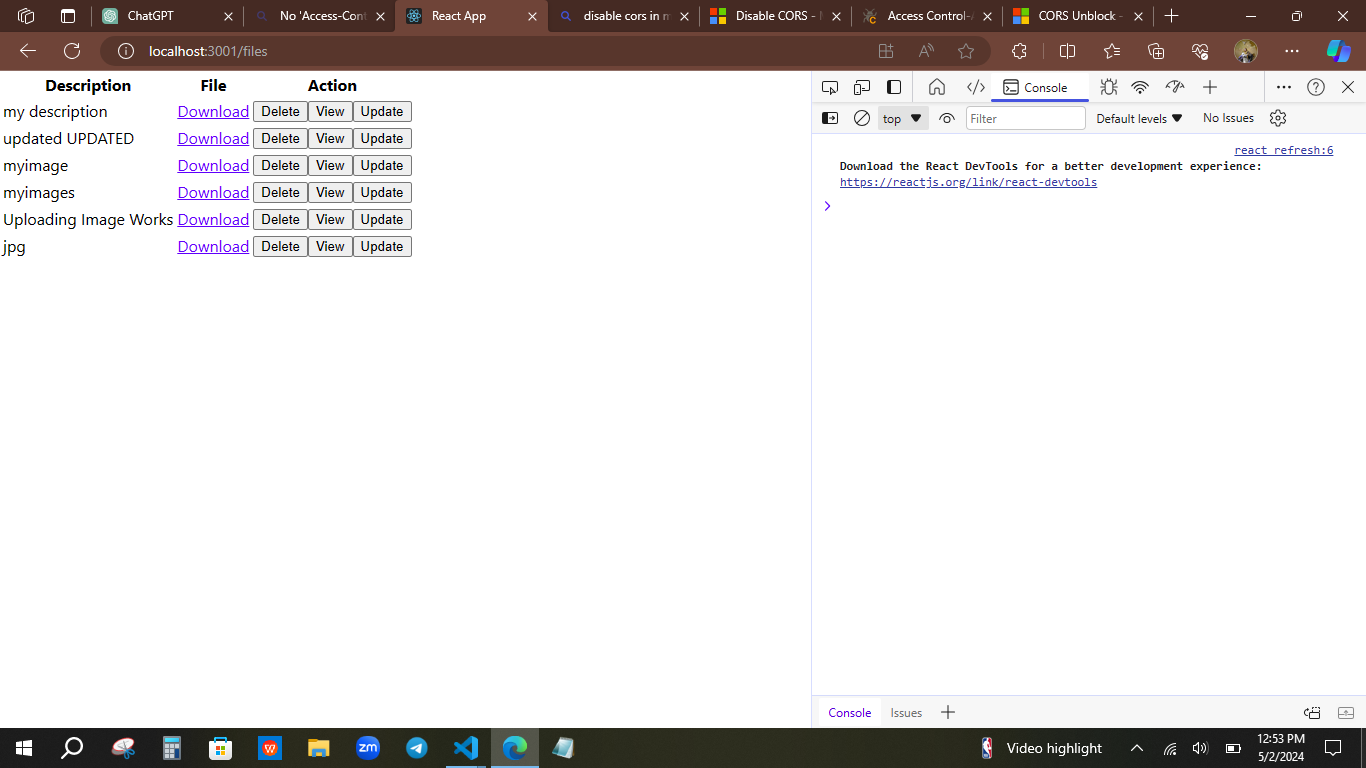 ChatGPT
No 'Access-Cont
React App
disable cors in m
Disable CORS -
Access Control-
CORS Unblock -
localhost:3001/files
Description File Action
my description Download Delete View Update
updated UPDATED Download Delete View Update
myimage Download Delete View Update
myimages Download Delete View Update
Uploading Image Works Download Delete View Update
jpg Download Delete View Update
Console
top Filter Default levels No Issues
react refresh:6
Download the React DevTools for a better development experience:
https://reactjs.org/link/react-devtools
Console Issues
zm
Video highlight
12:53 PM
5/2/2024